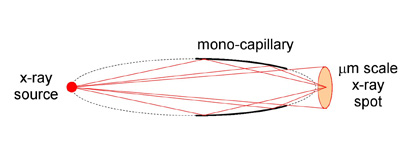 mono-capillary
x-ray
source
μm scale
x-ray
spot